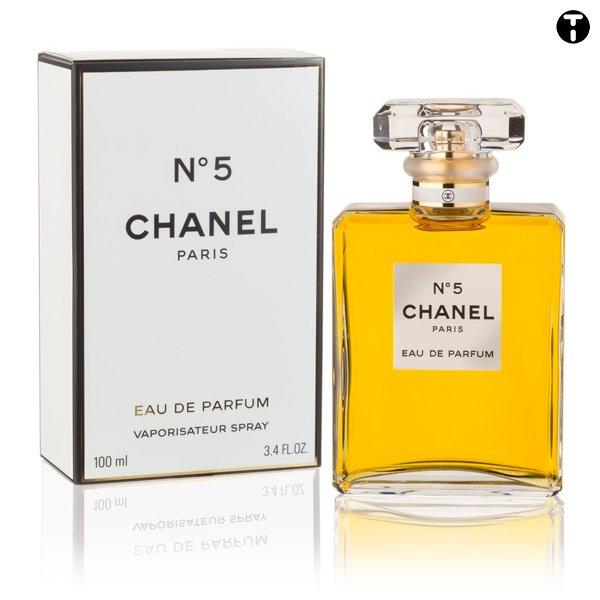 N°5
CHANEL
PARIS
EAU DE PARFUM
VAPORISATEUR SPRAY
100 ml 3.4 FL.OZ.
N°5
CHANEL
PARIS
EAU DE PARFUM